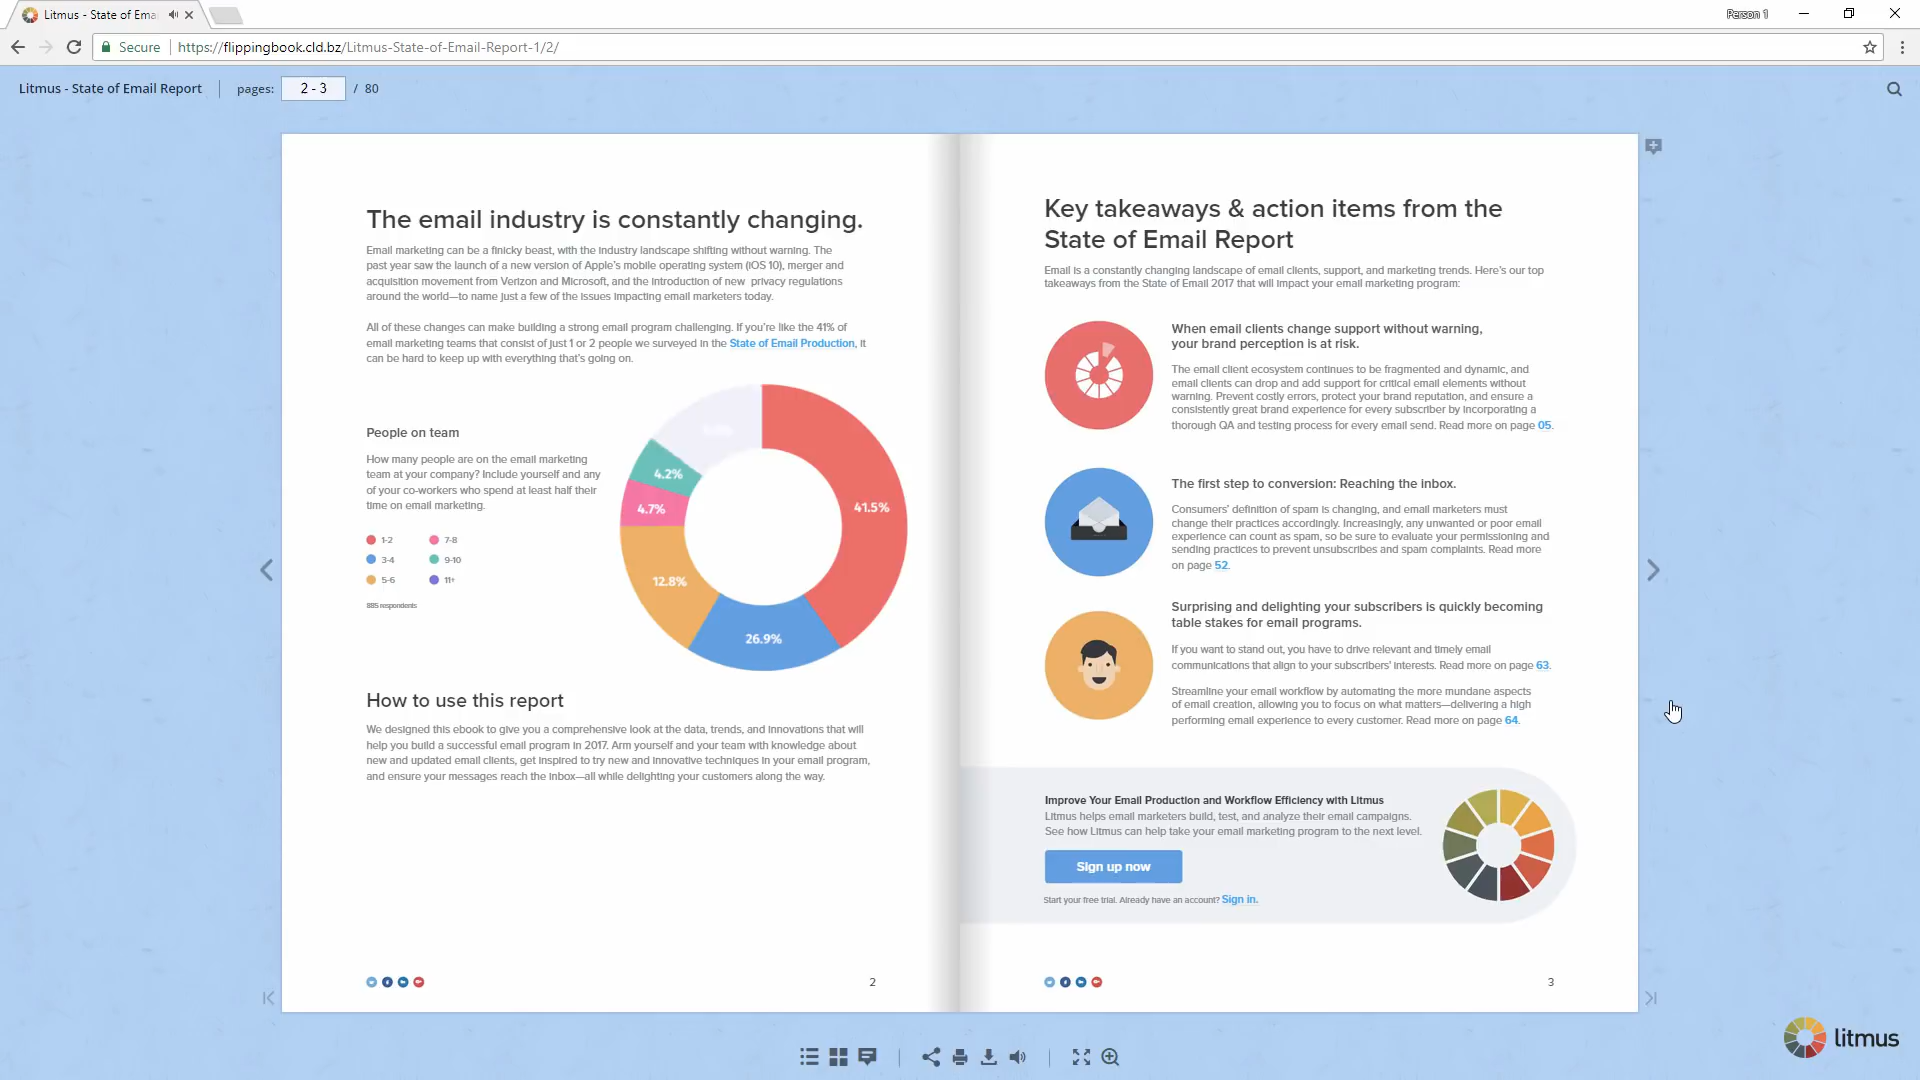 Litmus - State of Ema
Person 1
Secure
https://flippingbook.cld.bz/Litmus-State-of-Email-Report-1/2/
Litmus - State of Email Report
pages:
2 - 3
/ 80
The email industry is constantly changing.
Email marketing can be a finicky beast, with the industry landscape shifting without warning. The
past year saw the launch of a new version of Apple's mobile operating system (iOS 10), merger and
acquisition movement from Verizon and Microsoft, and the introduction of new privacy regulations
around the world—to name just a few of the issues impacting email marketers today.
All of these changes can make building a strong email program challenging. If you're like the 41% of
email marketing teams that consist of just 1 or 2 people we surveyed in the State of Email Production, it
can be hard to keep up with everything that's going on.
People on team
How many people are on the email marketing
team at your company? Include yourself and any
of your co-workers who spend at least half their
time on email marketing.
1-2
7-8
3-4
9-10
5-6
11+
885 respondents
4.2%
4.7%
41.5%
12.8%
26.9%
How to use this report
We designed this ebook to give you a comprehensive look at the data, trends, and innovations that will
help you build a successful email program in 2017. Arm yourself and your team with knowledge about
new and updated email clients, get inspired to try new and innovative techniques in your email program,
and ensure your messages reach the inbox—all while delighting your customers along the way.
2
Key takeaways & action items from the
State of Email Report
Email is a constantly changing landscape of email clients, support, and marketing trends. Here's our top
takeaways from the State of Email 2017 that will impact your email marketing program:
When email clients change support without warning,
your brand perception is at risk.
The email client ecosystem continues to be fragmented and dynamic, and
email clients can drop and add support for critical email elements without
warning. Prevent costly errors, protect your brand reputation, and ensure a
consistently great brand experience for every subscriber by incorporating a
thorough QA and testing process for every email send. Read more on page 05.
The first step to conversion: Reaching the inbox.
Consumers' definition of spam is changing, and email marketers must
change their practices accordingly. Increasingly, any unwanted or poor email
experience can count as spam, so be sure to evaluate your permissioning and
sending practices to prevent unsubscribes and spam complaints. Read more
on page 52.
Surprising and delighting your subscribers is quickly becoming
table stakes for email programs.
If you want to stand out, you have to drive relevant and timely email
communications that align to your subscribers' interests. Read more on page 63.
Streamline your email workflow by automating the more mundane aspects
of email creation, allowing you to focus on what matters—delivering a high
performing email experience to every customer. Read more on page 64.
Improve Your Email Production and Workflow Efficiency with Litmus
Litmus helps email marketers build, test, and analyze their email campaigns.
See how Litmus can help take your email marketing program to the next level.
Sign up now
Start your free trial. Already have an account? Sign in.
3
litmus